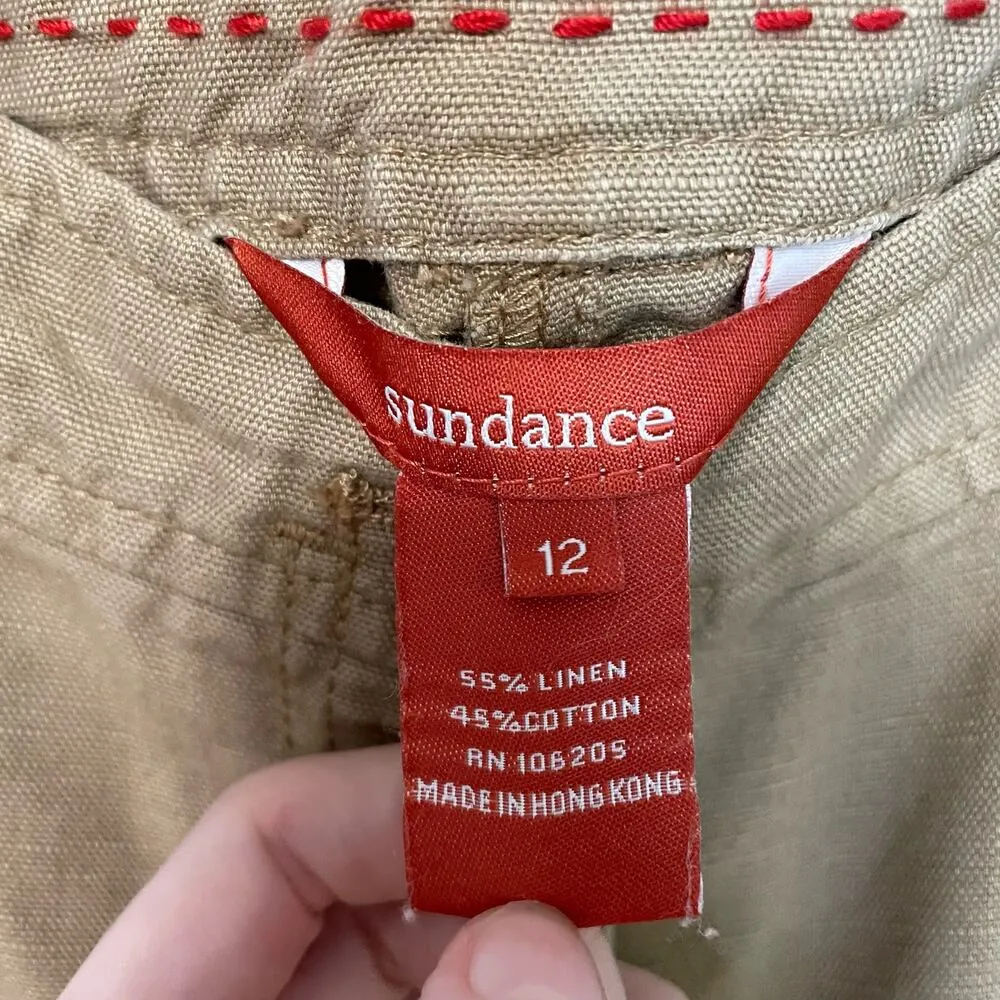 sundance
12
55% LINEN
45% COTTON
RN 106205
MADE IN HONG KONG